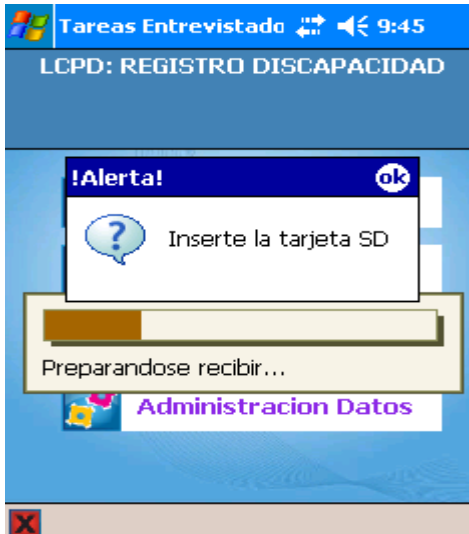 Tareas Entrevistado 9:45
LCPD: REGISTRO DISCAPACIDAD
!Alerta! ok
Inserte la tarjeta SD
Preparandose recibir...
Administracion Datos